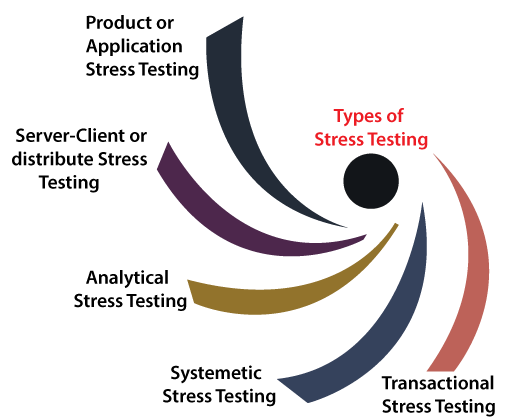 Product or
Application
Stress Testing
Types of
Stress Testing
Server-Client or
distribute Stress
Testing
Analytical
Stress Testing
Systemetic
Stress Testing
Transactional
Stress Testing